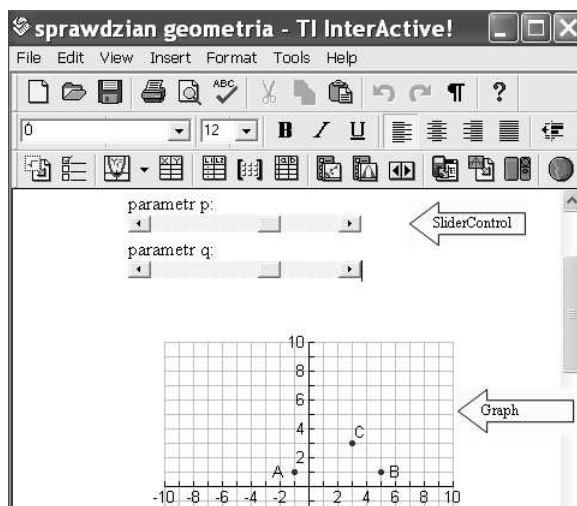 sprawdzian geometria - TI InterActive!
File Edit View Insert Format Tools Help
ABC
?
Ó 12 B I U
parametr p:
SliderControl
parametr q:
10
8
6
Graph
4
C
2
A B
-10 -8 -6 -4 -2 2 4 6 8 10